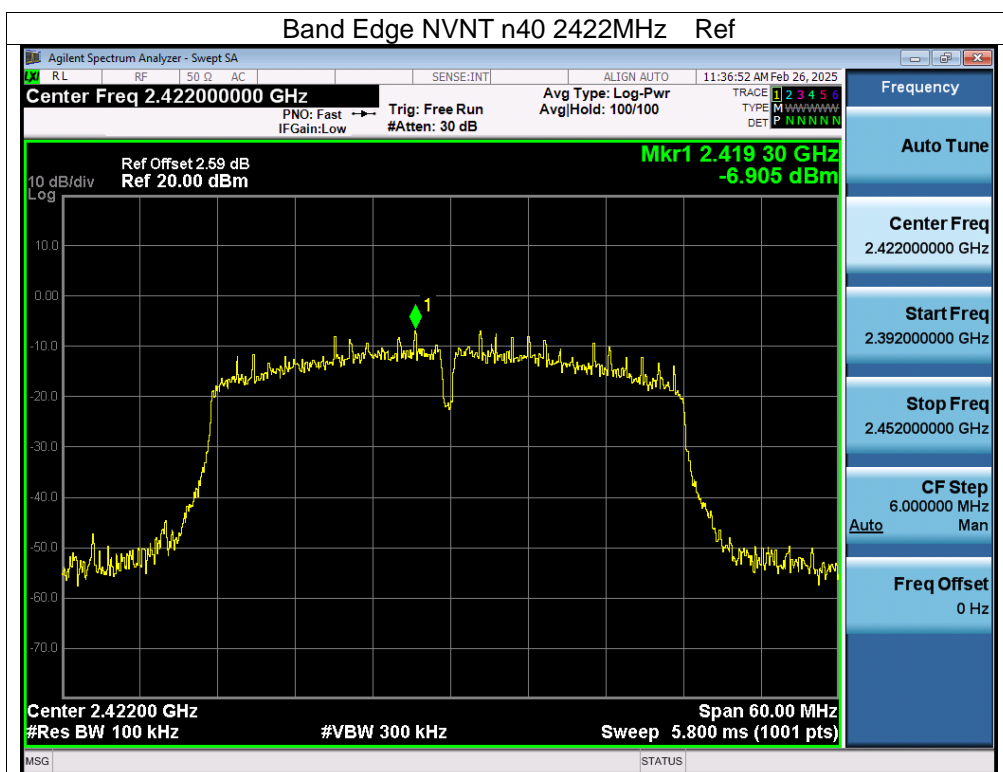 Band Edge NVNT n40 2422MHz Ref
Agilent Spectrum Analyzer - Swept SA
LXI RL RF 50 Ω AC SENSE:INT ALIGN AUTO 11:36:52 AM Feb 26, 2025
Center Freq 2.422000000 GHz
PNO: Fast
IFGain:Low
Trig: Free Run
#Atten: 30 dB
Avg Type: Log-Pwr
Avg|Hold: 100/100
TRACE 1 2 3 4 5 6
TYPE M WWWWW
DET P N N N N N
Frequency
Auto Tune
Center Freq
2.422000000 GHz
Start Freq
2.392000000 GHz
Stop Freq
2.452000000 GHz
CF Step
6.000000 MHz
Auto Man
Freq Offset
0 Hz
Mkr1 2.419 30 GHz
-6.905 dBm
Ref Offset 2.59 dB
10 dB/div Ref 20.00 dBm
Log
10.0
0.00
-10.0
-20.0
-30.0
-40.0
-50.0
-60.0
-70.0
1
Center 2.42200 GHz Span 60.00 MHz
#Res BW 100 kHz #VBW 300 kHz Sweep 5.800 ms (1001 pts)
MSG STATUS